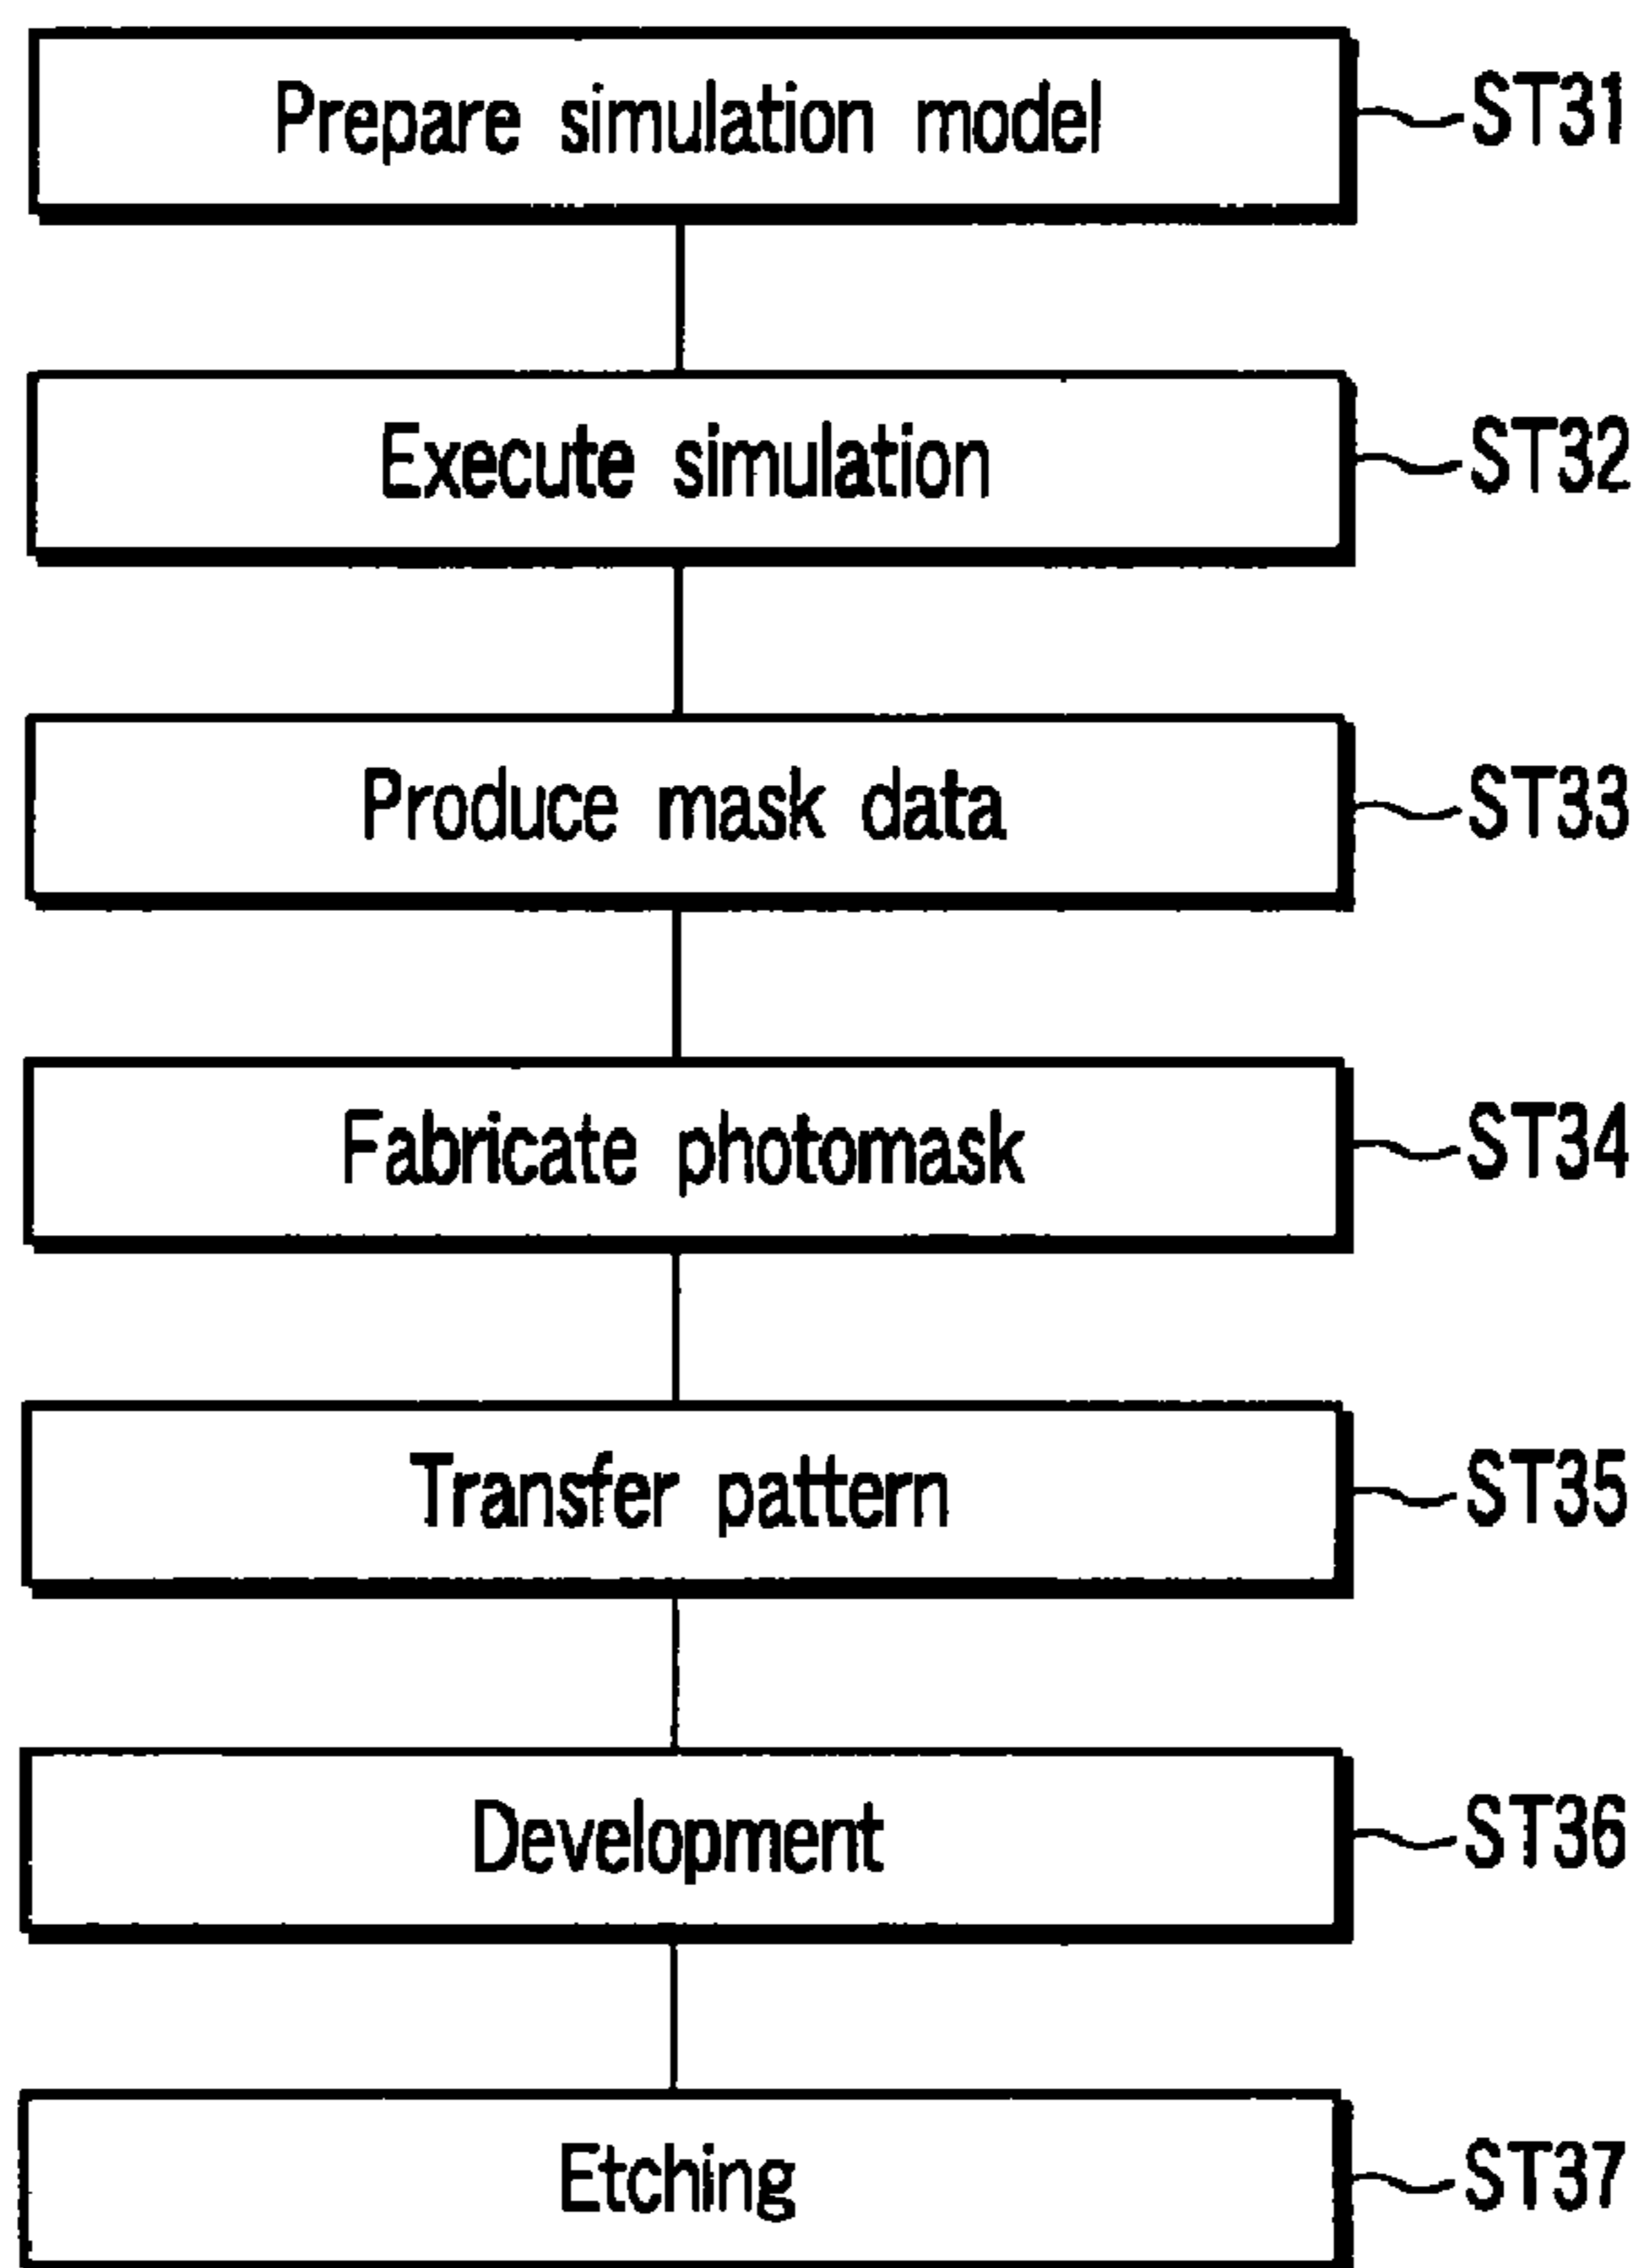 Prepare simulation model ST31
Execute simulation ST32
Produce mask data ST33
Fabricate photomask ST34
Transfer pattern ST35
Development ST36
Etching ST37